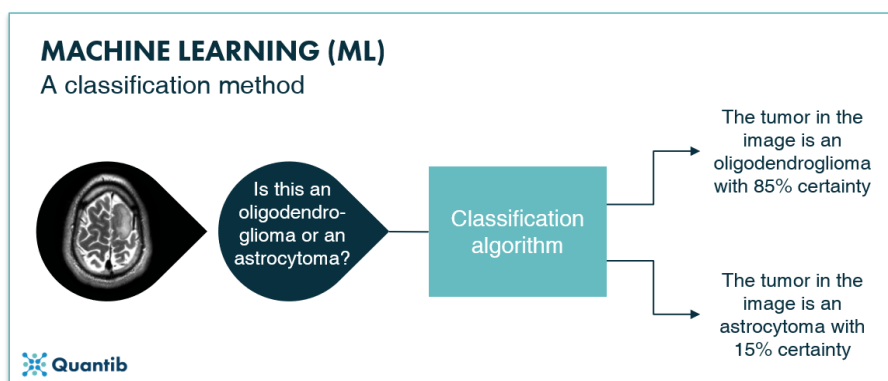 MACHINE LEARNING (ML)
A classification method
Is this an
oligodendro-
glioma or an
astrocytoma?
Classification
algorithm
The tumor in the
image is an
oligodendroglioma
with 85% certainty
The tumor in the
image is an
astrocytoma with
15% certainty
Quantib